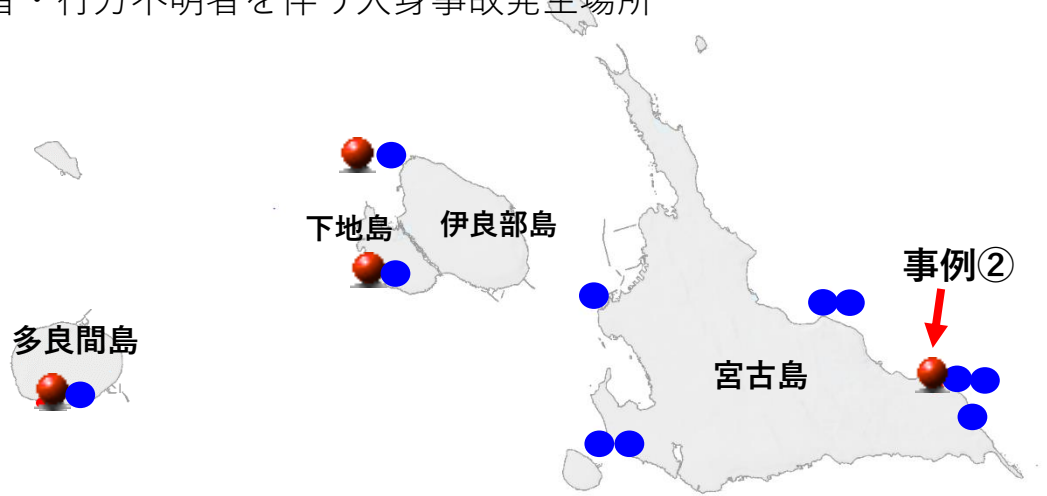 者・行方不明者を伴う人身事故発生場所
下地島
伊良部島
事例②
多良間島
宮古島